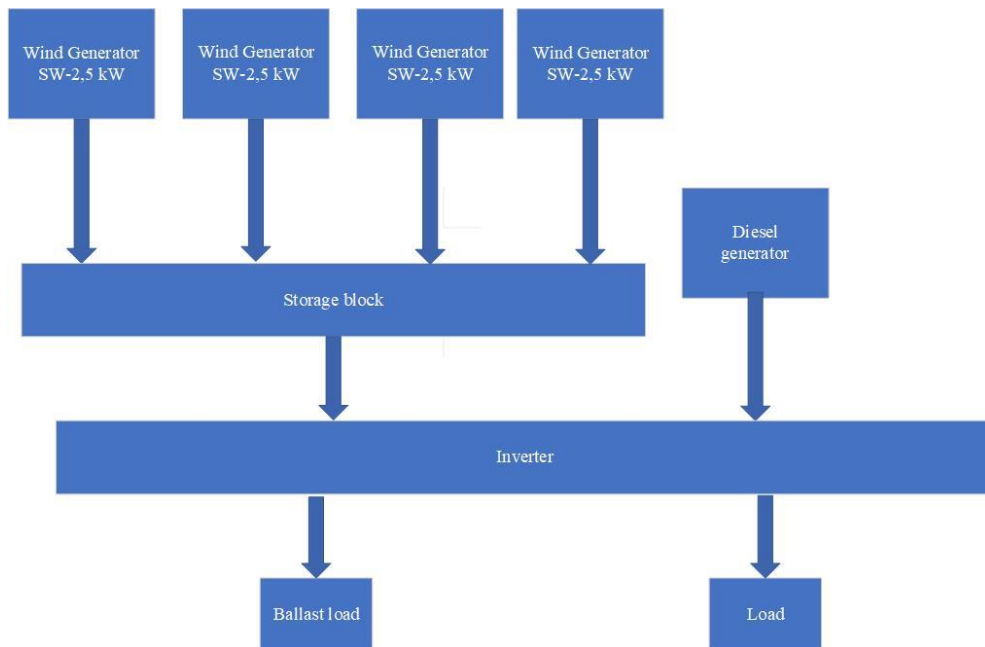 Wind Generator
SW-2,5 kW
Wind Generator
SW-2,5 kW
Wind Generator
SW-2,5 kW
Wind Generator
SW-2,5 kW
Diesel
generator
Storage block
Inverter
Ballast load
Load